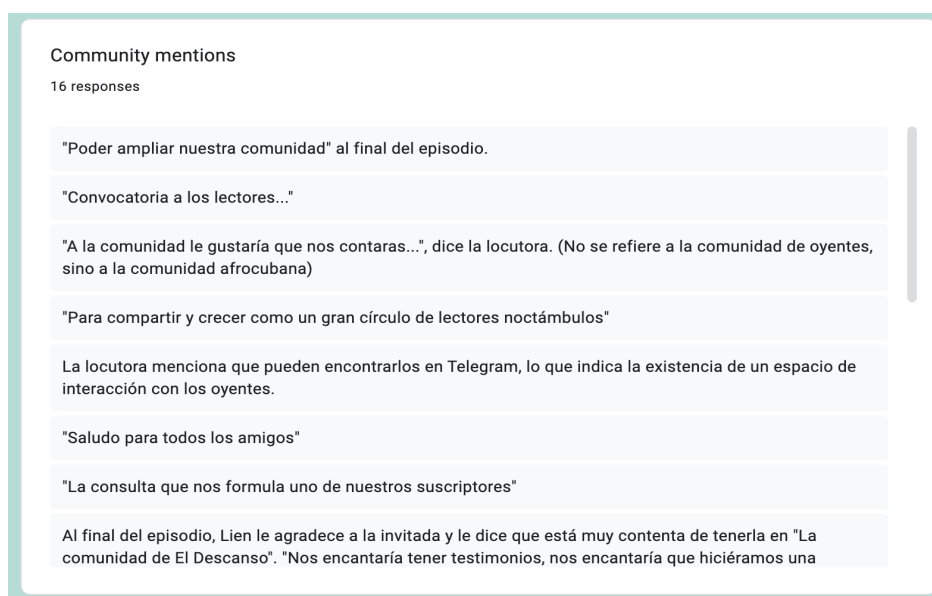 Community mentions
16 responses
"Poder ampliar nuestra comunidad" al final del episodio.
"Convocatoria a los lectores..."
"A la comunidad le gustaría que nos contaras...", dice la locutora. (No se refiere a la comunidad de oyentes,
sino a la comunidad afrocubana)
"Para compartir y crecer como un gran círculo de lectores noctámbulos"
La locutora menciona que pueden encontrarlos en Telegram, lo que indica la existencia de un espacio de
interacción con los oyentes.
"Saludo para todos los amigos"
"La consulta que nos formula uno de nuestros suscriptores"
Al final del episodio, Lien le agradece a la invitada y le dice que está muy contenta de tenerla en "La
comunidad de El Descanso". "Nos encantaría tener testimonios, nos encantaría que hiciéramos una